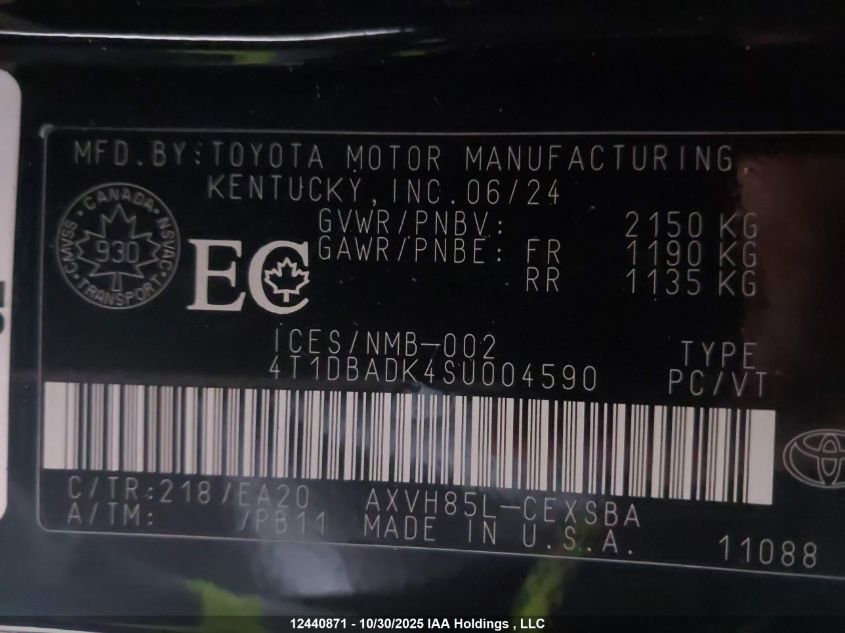 MFD.BY:TOYOTA MOTOR MANUFACTURING,
KENTUCKY,INC.06/24
GVWR/PNBV: 2150 KG
GAWR/PNBE: FR 1190 KG
RR 1135 KG
CANADA
CMVSS NSVAC
930
TRANSPORT
EC
ICES/NMB-002
4T1DBADK4SU004590
TYPE
PC/VT
C/TR:218/EA20 AXVH85L-CEXSBA
A/TM: /PB11 MADE IN U.S.A.
11088
12440871 - 10/30/2025 IAA Holdings , LLC